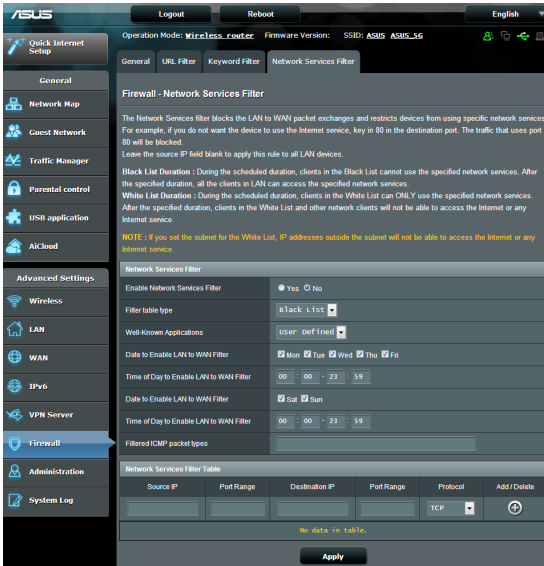 ASUS
Logout
Reboot
English
Quick Internet
Setup
Operation Mode: Wireless router Firmware Version: SSID: ASUS ASUS_5G
General
URL Filter
Keyword Filter
Network Services Filter
General
Network Map
Guest Network
Traffic Manager
Parental control
USB application
AiCloud
Advanced Settings
Wireless
LAN
WAN
IPv6
VPN Server
Firewall
Administration
System Log
Firewall - Network Services Filter
The Network Services filter blocks the LAN to WAN packet exchanges and restricts devices from using specific network services.
For example, if you do not want the device to use the Internet service, key in 80 in the destination port. The traffic that uses port
80 will be blocked.
Leave the source IP field blank to apply this rule to all LAN devices.
Black List Duration : During the scheduled duration, clients in the Black List cannot use the specified network services. After
the specified duration, all the clients in LAN can access the specified network services.
White List Duration : During the scheduled duration, clients in the White List can ONLY use the specified network services.
After the specified duration, clients in the White List and other network clients will not be able to access the Internet or any
Internet service.
NOTE : If you set the subnet for the White List, IP addresses outside the subnet will not be able to access the Internet or any
Internet service.
Network Services Filter
Enable Network Services Filter Yes No
Filter table type Black List
Well-Known Applications User Defined
Date to Enable LAN to WAN Filter Mon Tue Wed Thu Fri
Time of Day to Enable LAN to WAN Filter 00 : 00 - 23 : 59
Date to Enable LAN to WAN Filter Sat Sun
Time of Day to Enable LAN to WAN Filter 00 : 00 - 23 : 59
Filtered ICMP packet types
Network Services Filter Table
Source IP Port Range Destination IP Port Range Protocol Add / Delete
TCP
No data in table.
Apply